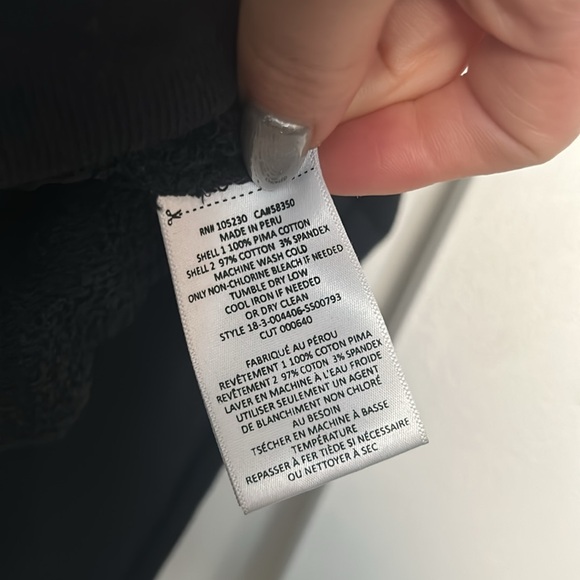 RN# 105230 CA#58350
MADE IN PERU
SHELL 1 100% PIMA COTTON
SHELL 2 97% COTTON 3% SPANDEX
MACHINE WASH COLD
ONLY NON-CHLORINE BLEACH IF NEEDED
TUMBLE DRY LOW
COOL IRON IF NEEDED
OR DRY CLEAN
STYLE 18-3-004406-SS00793
CUT 000640
FABRIQUÉ AU PÉROU
REVÊTEMENT 1 100% COTON PIMA
REVÊTEMENT 2 97% COTON 3% SPANDEX
LAVER EN MACHINE À L'EAU FROIDE
UTILISER SEULEMENT UN AGENT
DE BLANCHIMENT NON CHLORÉ
AU BESOIN
TSÉCHER EN MACHINE À BASSE
TEMPÉRATURE
REPASSER À FER TIÈDE SI NÉCESSAIRE
OU NETTOYER À SEC